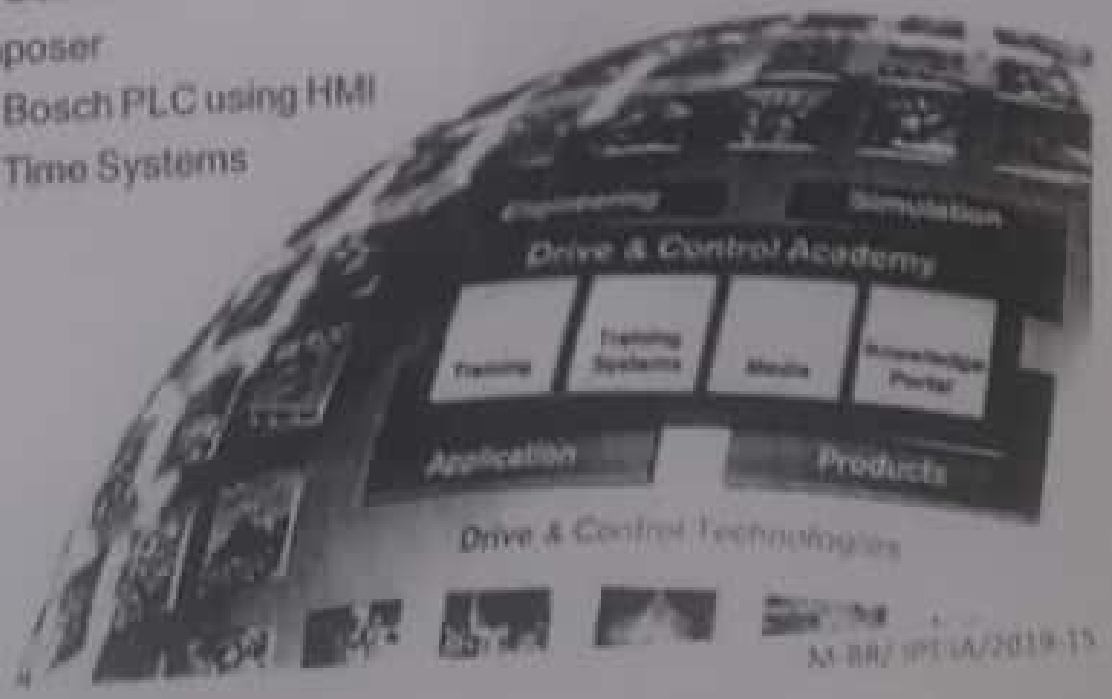 poser
Bosch PLC using HMI
Time Systems
Engineering
Simulation
Drive & Control Academy
Training
Training
Systems
Media
Knowledge
Portal
Application
Products
Drive & Control Technologies